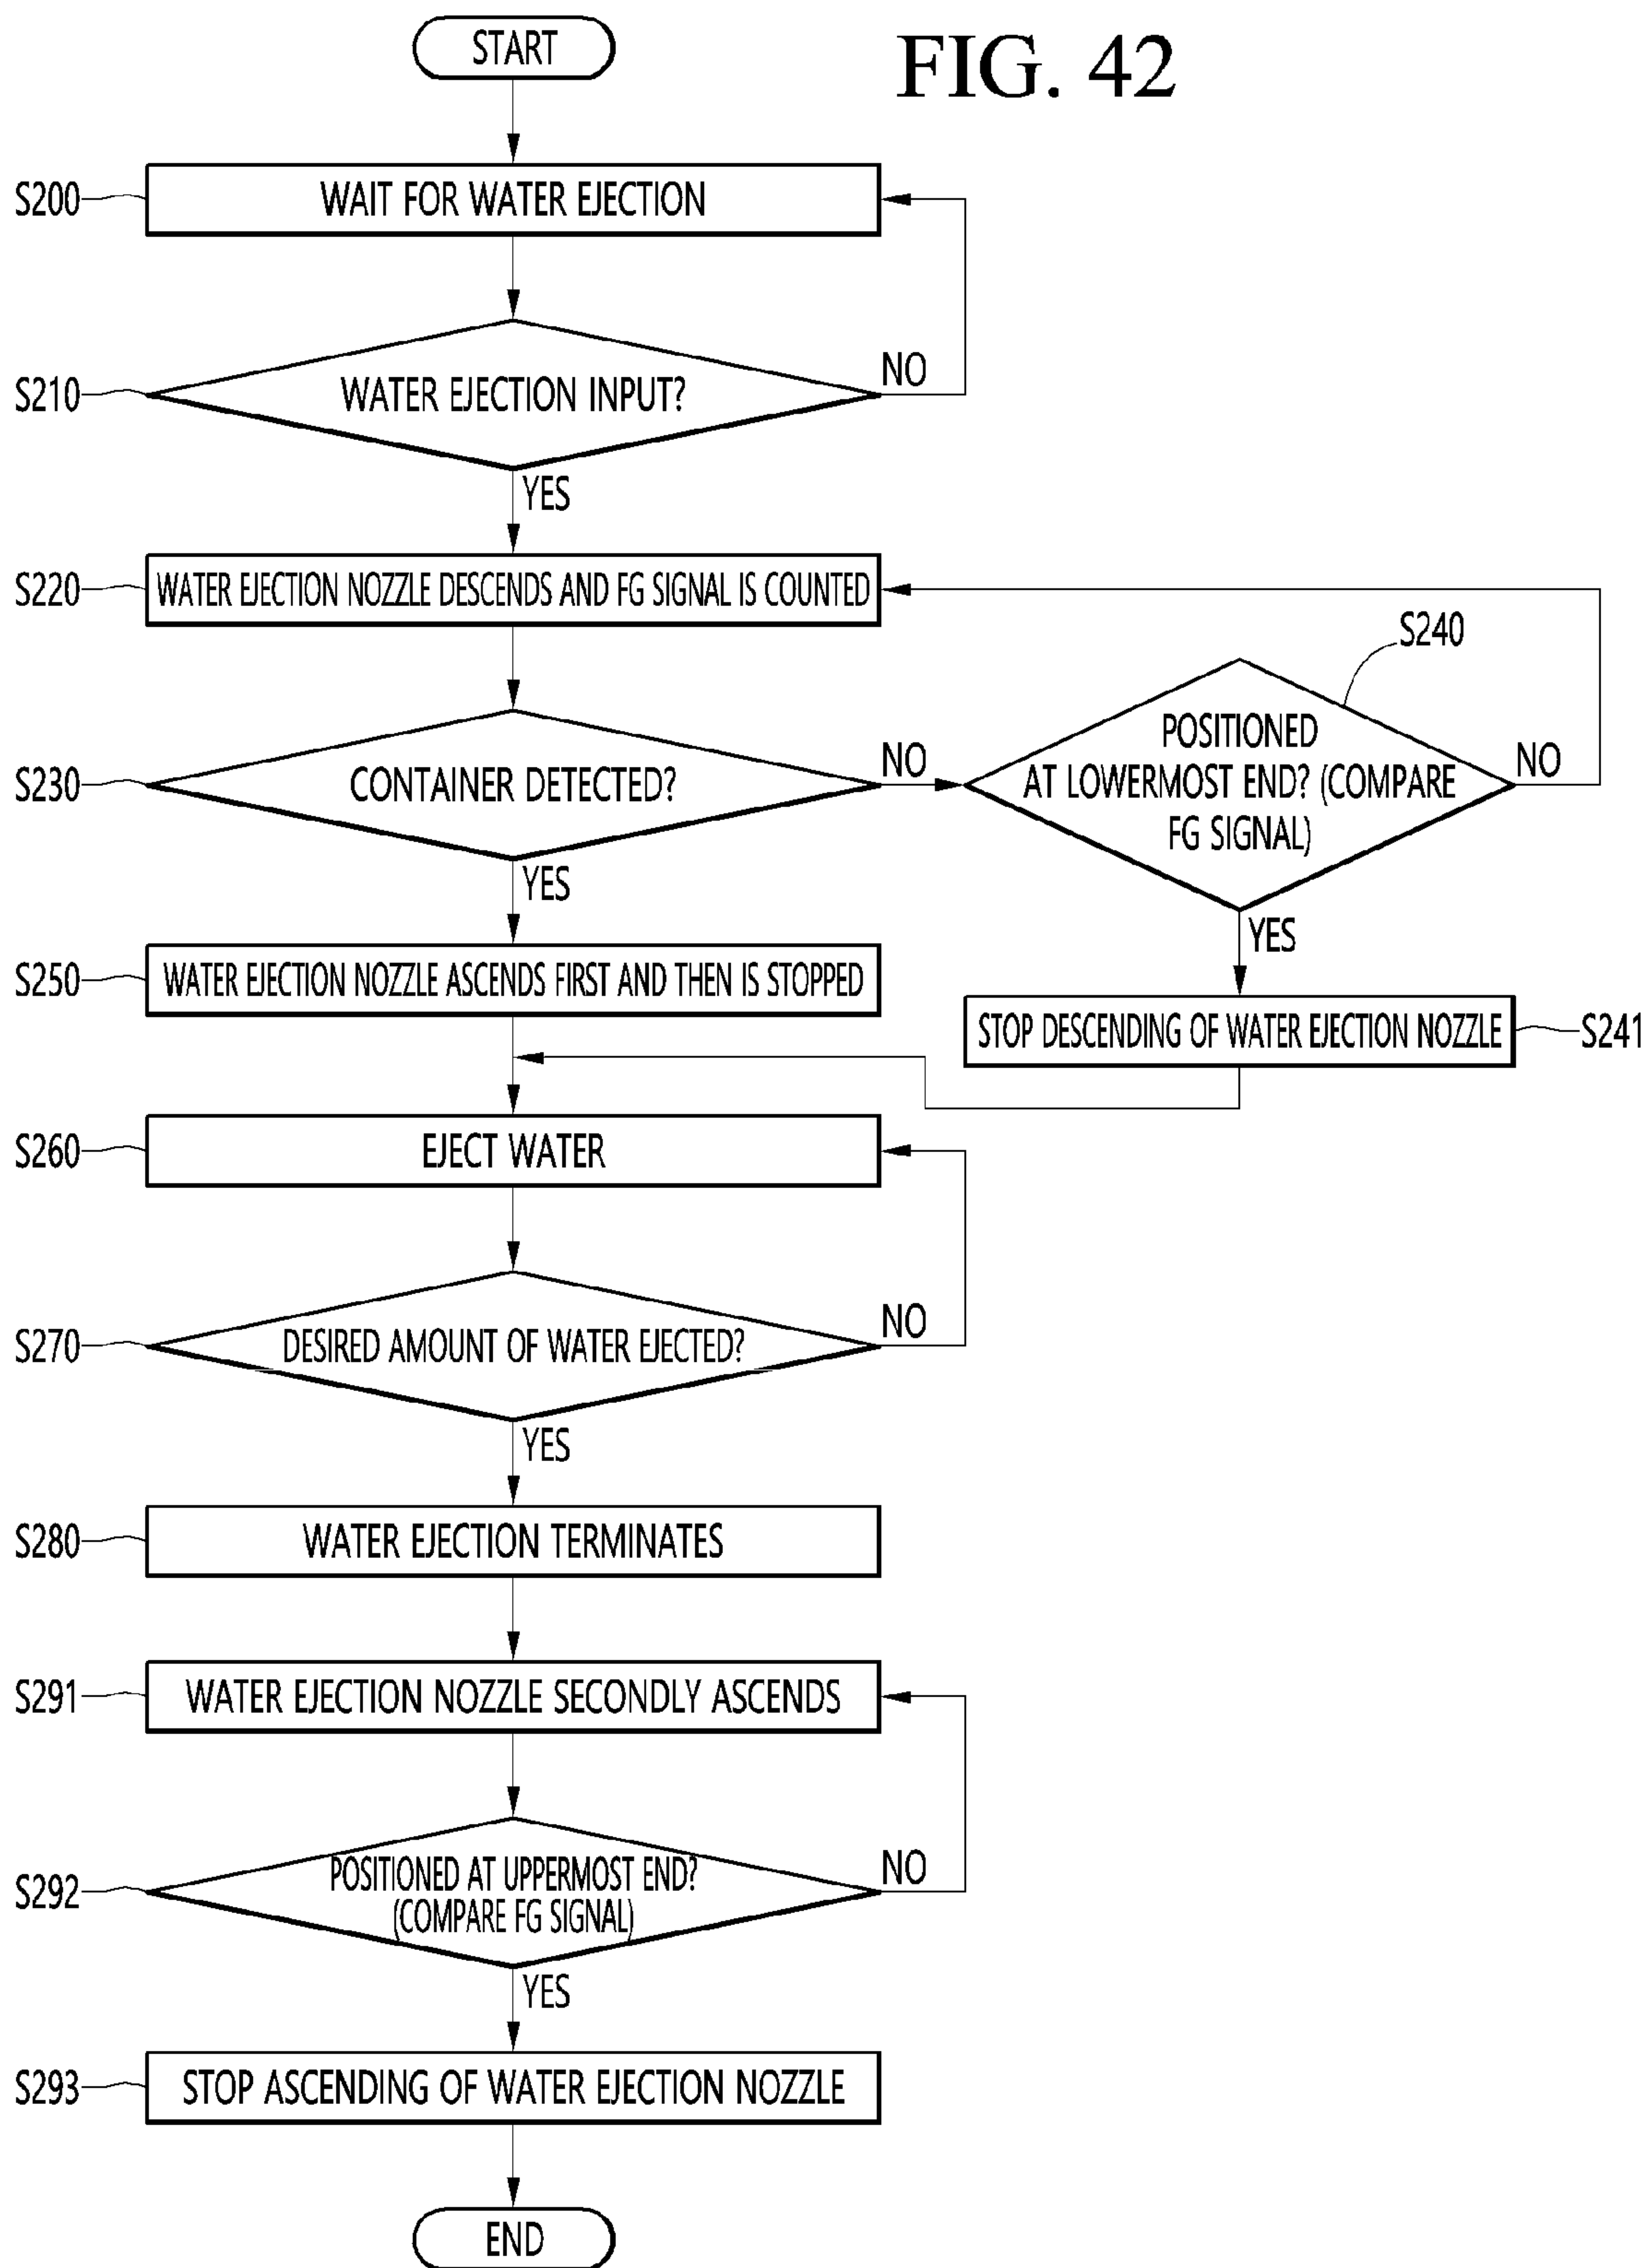 FIG. 42
START
S200
WAIT FOR WATER EJECTION
S210
WATER EJECTION INPUT?
NO
YES
S220
WATER EJECTION NOZZLE DESCENDS AND FG SIGNAL IS COUNTED
S230
CONTAINER DETECTED?
NO
YES
S240
POSITIONED
AT LOWERMOST END? (COMPARE
FG SIGNAL)
NO
YES
S241
STOP DESCENDING OF WATER EJECTION NOZZLE
S250
WATER EJECTION NOZZLE ASCENDS FIRST AND THEN IS STOPPED
S260
EJECT WATER
S270
DESIRED AMOUNT OF WATER EJECTED?
NO
YES
S280
WATER EJECTION TERMINATES
S291
WATER EJECTION NOZZLE SECONDLY ASCENDS
S292
POSITIONED AT UPPERMOST END?
(COMPARE FG SIGNAL)
NO
YES
S293
STOP ASCENDING OF WATER EJECTION NOZZLE
END